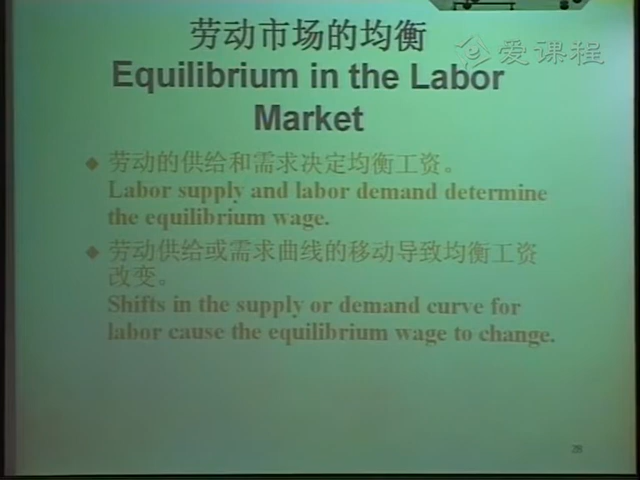 劳动市场的均衡
爱课程
Equilibrium in the Labor
Market
劳动的供给和需求决定均衡工资。
Labor supply and labor demand determine
the equilibrium wage.
劳动供给或需求曲线的移动导致均衡工资
改变。
Shifts in the supply or demand curve for
labor cause the equilibrium wage to change.
28